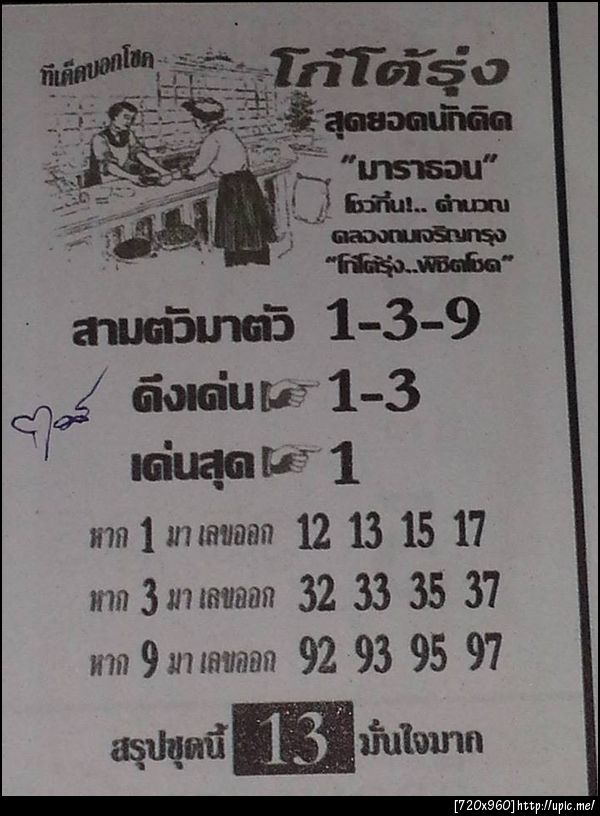 ทีเด็ดบอกโชค
โก๋โต้รุ่ง
สุดยอดนักคิด
"มาราธอน"
โชว์กึ๋น!.. คำนวณ
คลองถมเจริญกรุง
"โก๋โต้รุ่ง..พิชิตโชค"
สามตัวมาตัว 1-3-9
ดึงเด่น 1-3
เด่นสุด 1
หาก 1 มา เลขออก 12 13 15 17
หาก 3 มา เลขออก 32 33 35 37
หาก 9 มา เลขออก 92 93 95 97
สรุปชุดนี้ 13 มั่นใจมาก
[720x960]http://upic.me/